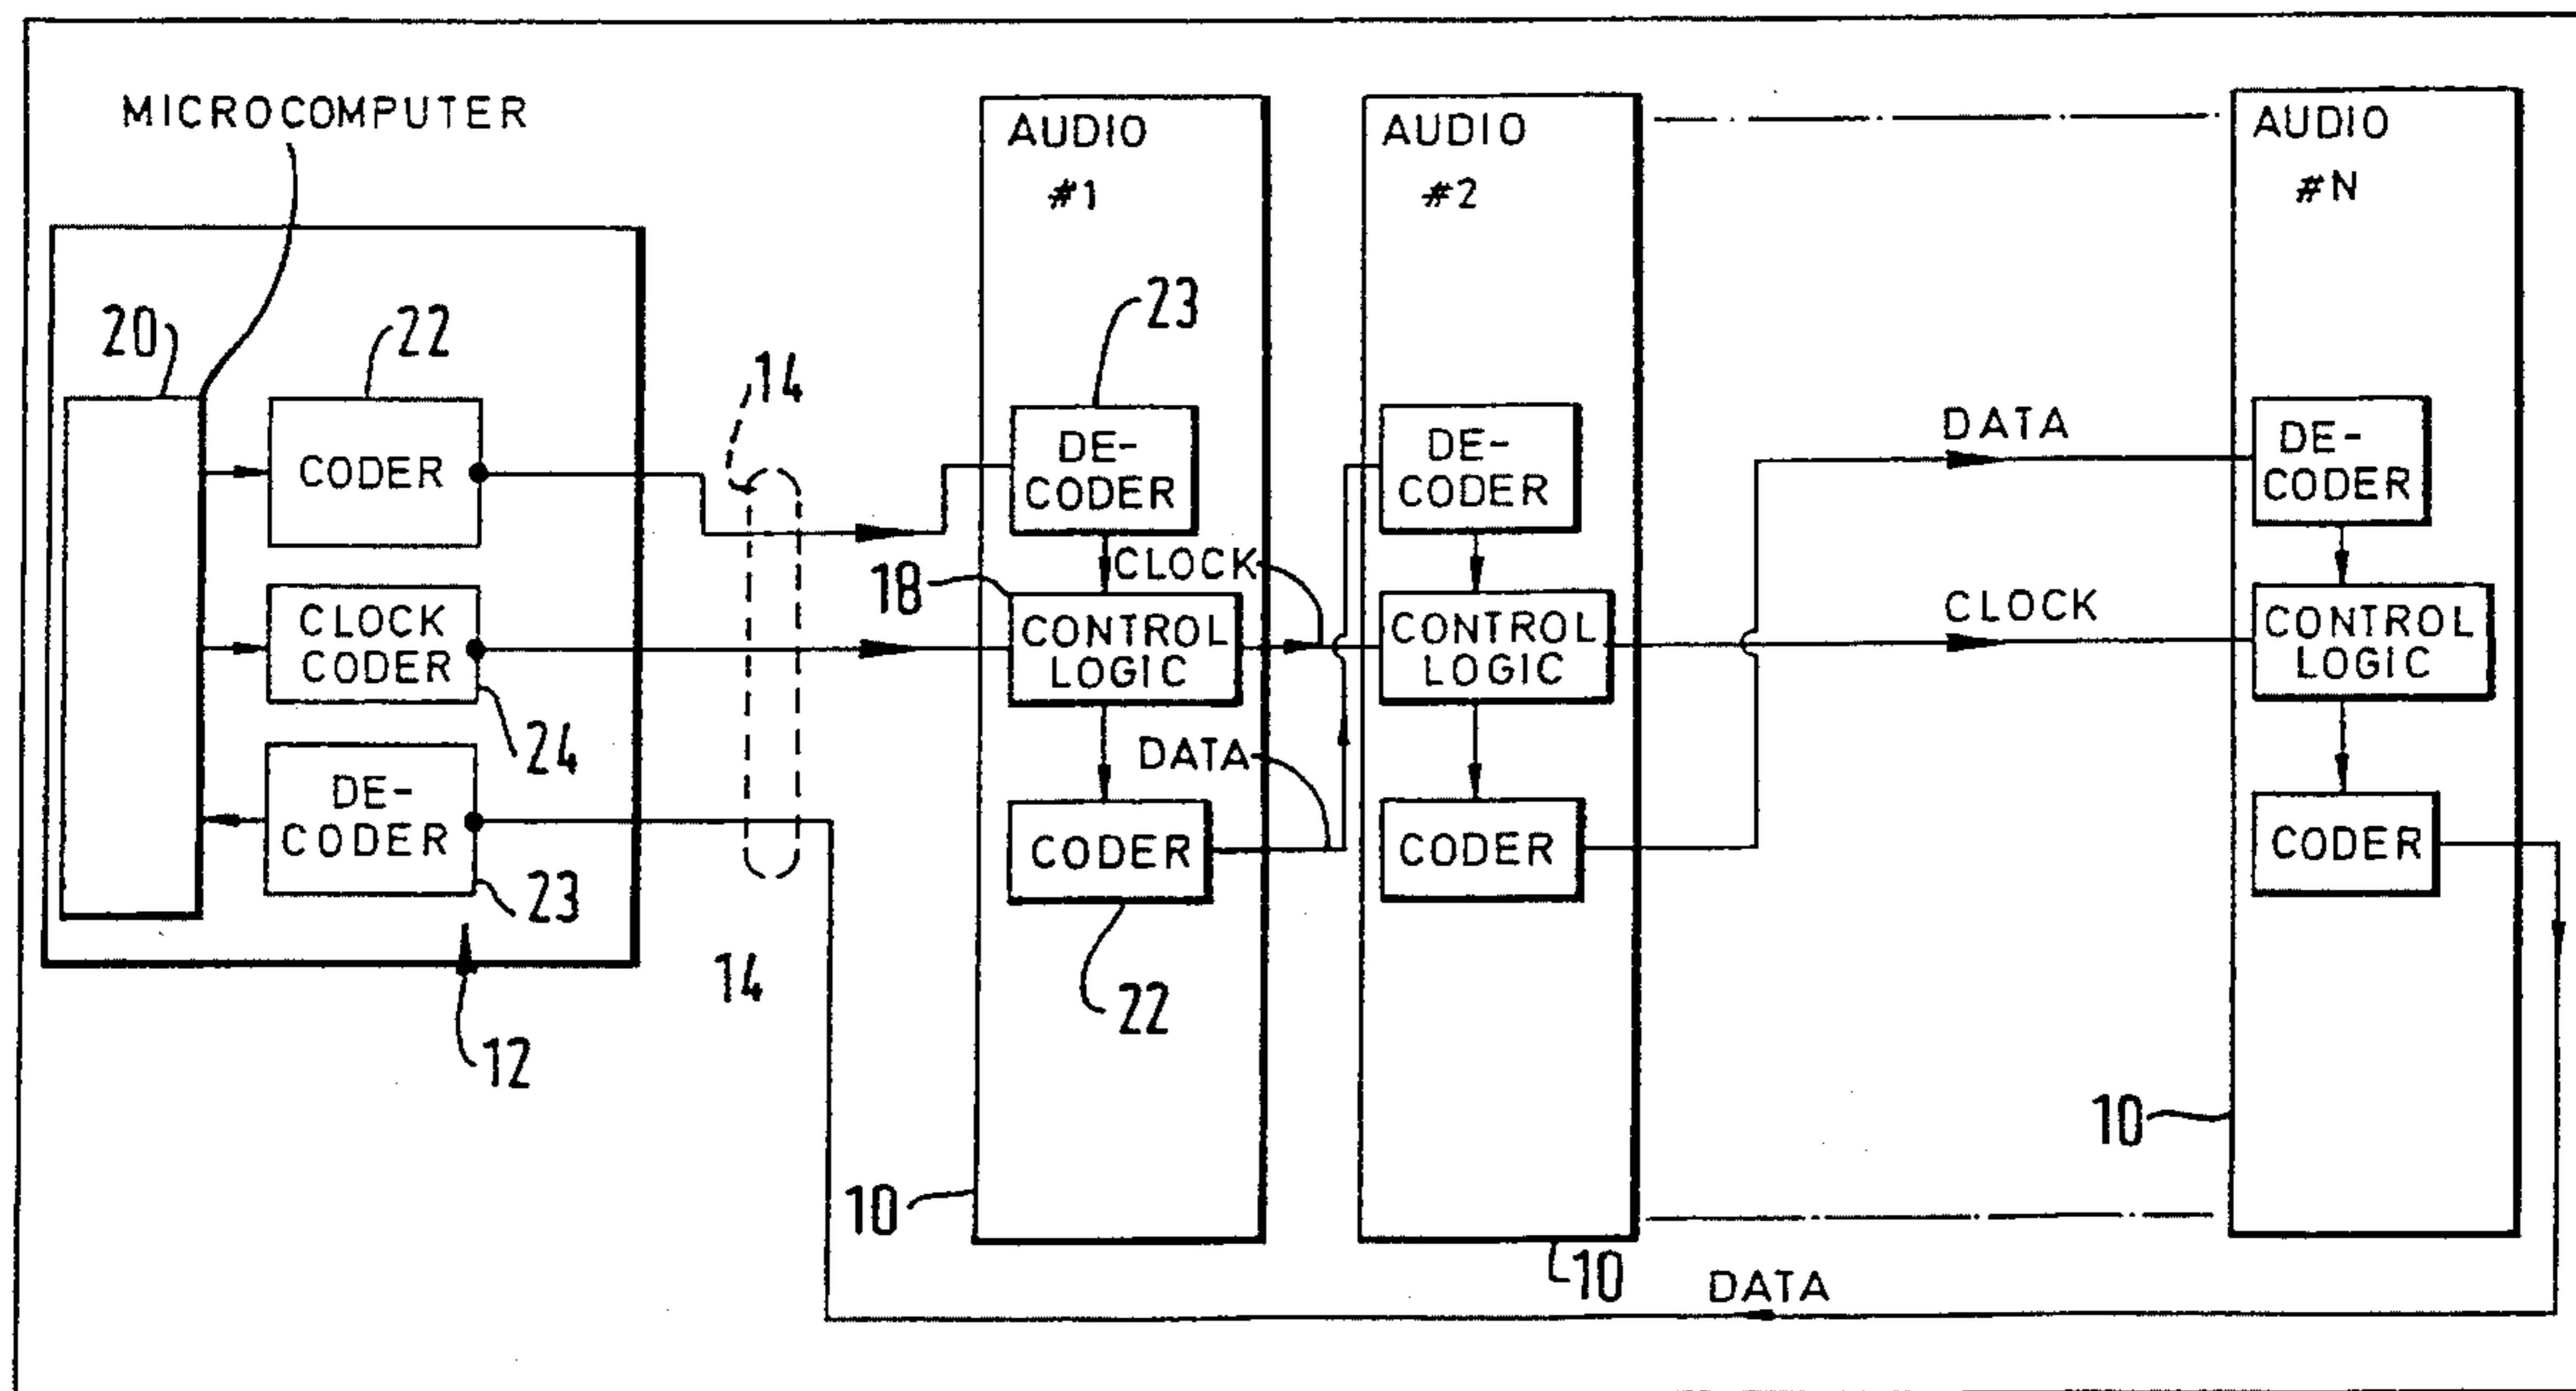 MICROCOMPUTER
20
22
CODER
CLOCK
CODER
24
DE-
CODER
23
12
14
14
AUDIO
#1
23
DE-
CODER
18
CLOCK
CONTROL
LOGIC
DATA
CODER
22
10
AUDIO
#2
DE-
CODER
CONTROL
LOGIC
CODER
10
DATA
CLOCK
AUDIO
#N
DE-
CODER
CONTROL
LOGIC
CODER
10
DATA